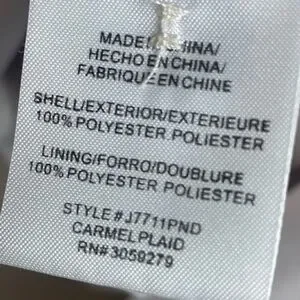 MADE IN CHINA/
HECHO EN CHINA/
FABRIQUE EN CHINE
SHELL/EXTERIOR/EXTERIEURE
100% POLYESTER POLIESTER
LINING/FORRO/DOUBLURE
100% POLYESTER POLIESTER
STYLE # J7711PND
CARMEL PLAID
RN# 3059279